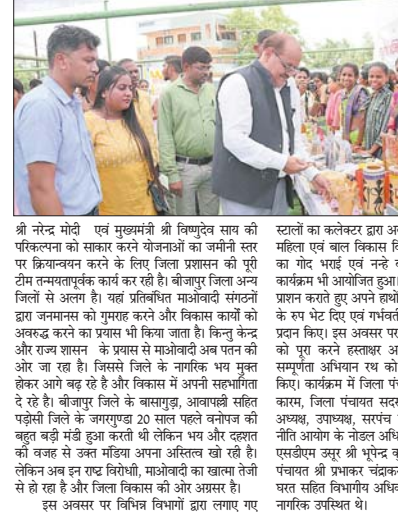 श्री नरेन्द्र मोदी एवं मुख्यमंत्री श्री विष्णुदेव साय की
परिकल्पना को साकार करने योजनाओं का जमीनी स्तर
पर क्रियान्वयन करने के लिए जिला प्रशासन की पूरी
टीम तन्मयतापूर्वक कार्य कर रही है। बीजापुर जिला अन्य
जिलों से अलग है। यहां प्रतिबंधित माओवादी संगठनों
द्वारा जनमानस को गुमराह करने और विकास कार्यों को
अवरुद्ध करने का प्रयास भी किया जाता है। किन्तु केन्द्र
और राज्य शासन के प्रयास से माओवादी अब पतन की
ओर जा रहा है। जिससे जिले के नागरिक भय मुक्त
होकर आगे बढ़ रहे है और विकास में अपनी सहभागिता
दे रहे है। बीजापुर जिले के बासागुड़ा, आवापल्ली सहित
पड़ोसी जिले के जगरगुण्डा 20 साल पहले वनोपज की
बहुत बड़ी मंडी हुआ करती थी लेकिन भय और दहशत
की वजह से उक्त मंडिया अपना अस्तित्व खो रही है।
लेकिन अब इन राष्ट विरोधाी, माओवादी का खात्मा तेजी
से हो रहा है और जिला विकास की ओर अग्रसर है।
इस अवसर पर विभिन्न विभागों द्वारा लगाए गए
स्टालों का कलेक्टर द्वारा
महिला एवं बाल विकास
का गोद भराई एवं नन्हे
कार्यक्रम भी आयोजित हुआ।
प्राशन कराते हुए अपने हाथों
के रुप भेट दिए एवं गर्भवती
प्रदान किए। इस अवसर पर
को पूरा करने हस्ताक्षर
सम्पूर्णता अभियान रथ को
किए। कार्यक्रम में जिला
कारम, जिला पंचायत
अध्यक्ष, उपाध्यक्ष, सरपंच
नीति आयोग के नोडल
एसडीएम उसूर श्री भूपेन्द्र
पंचायत श्री प्रभाकर
घरत सहित विभागीय
नागरिक उपस्थित थे।